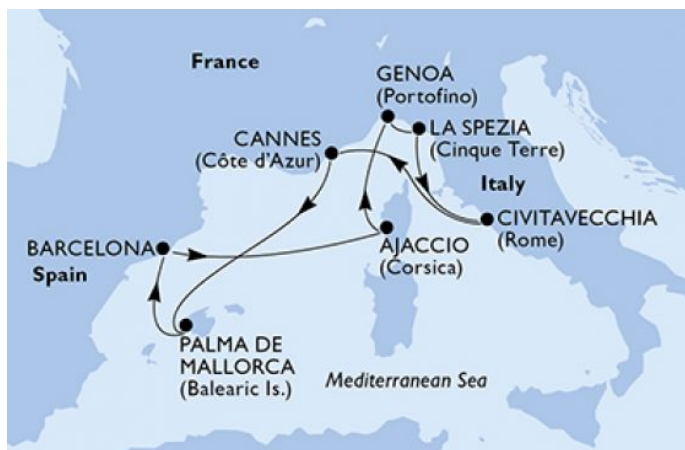 France
GENOA
(Portofino)
CANNES
(Côte d'Azur)
LA SPEZIA
(Cinque Terre)
Italy
CIVITAVECCHIA
(Rome)
BARCELONA
Spain
AJACCIO
(Corsica)
PALMA DE
MALLORCA
(Balearic Is.)
Mediterranean Sea